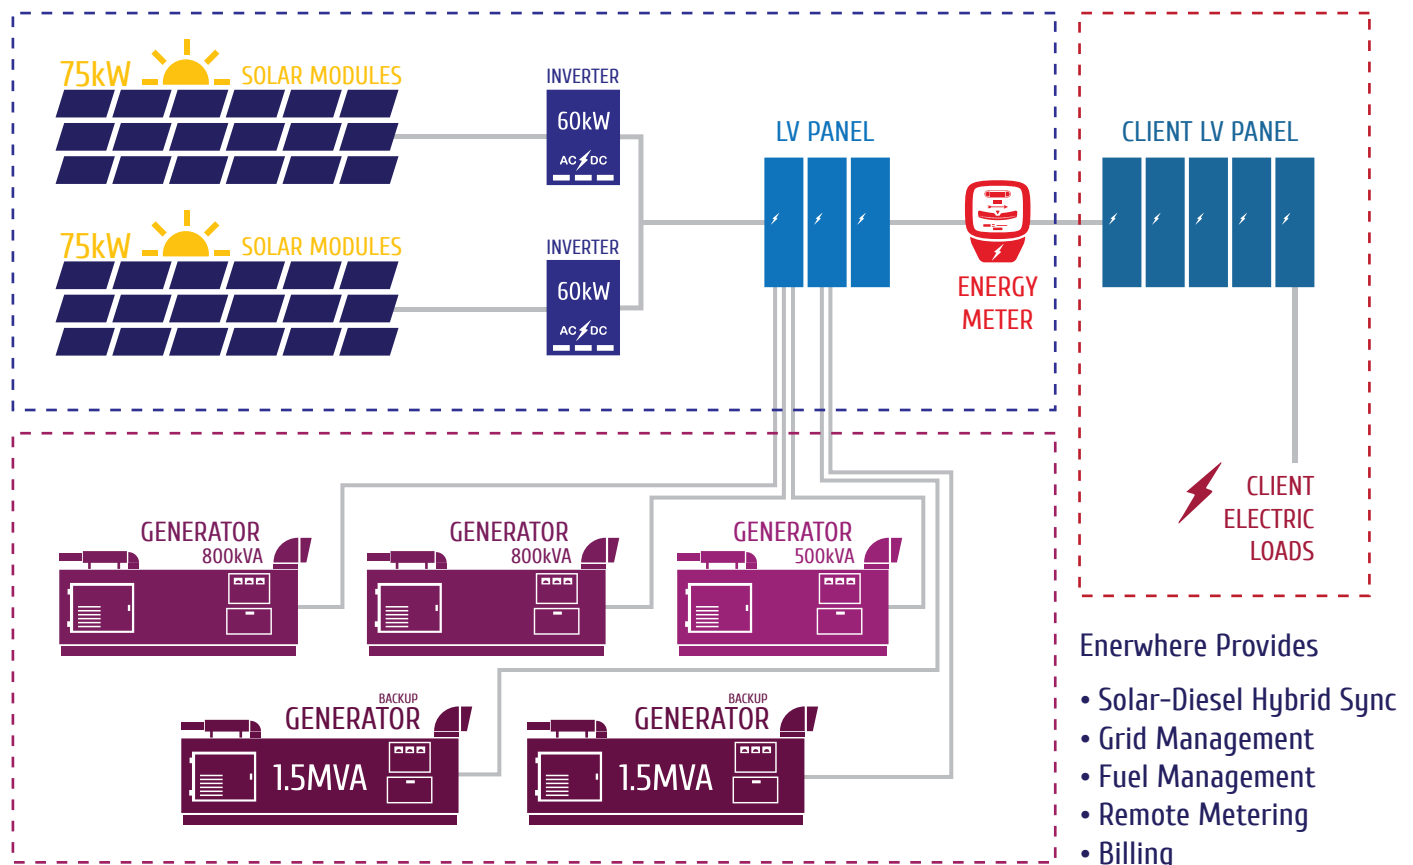 75kW SOLAR MODULES
INVERTER
60kW
AC DC
75kW SOLAR MODULES
INVERTER
60kW
AC DC
LV PANEL
ENERGY
METER
CLIENT LV PANEL
CLIENT
ELECTRIC
LOADS
GENERATOR
800kVA
GENERATOR
800kVA
GENERATOR
500kVA
BACKUP
GENERATOR
1.5MVA
BACKUP
GENERATOR
1.5MVA
Enerwhere Provides
• Solar-Diesel Hybrid Sync
• Grid Management
• Fuel Management
• Remote Metering
• Billing